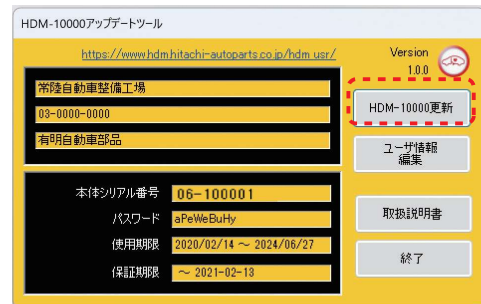 HDM-10000アップデートツール
https://www.hdm.hitachi-autoparts.co.jp/hdm_usr/
Version
1.0.0
常陸自動車整備工場
03-0000-0000
有明自動車部品
HDM-10000更新
ユーザ情報
編集
本体シリアル番号 06-100001
パスワード aPeWeBuHy
使用期限 2020/02/14 ～ 2024/06/27
保証期限 ～ 2021-02-13
取扱説明書
終了